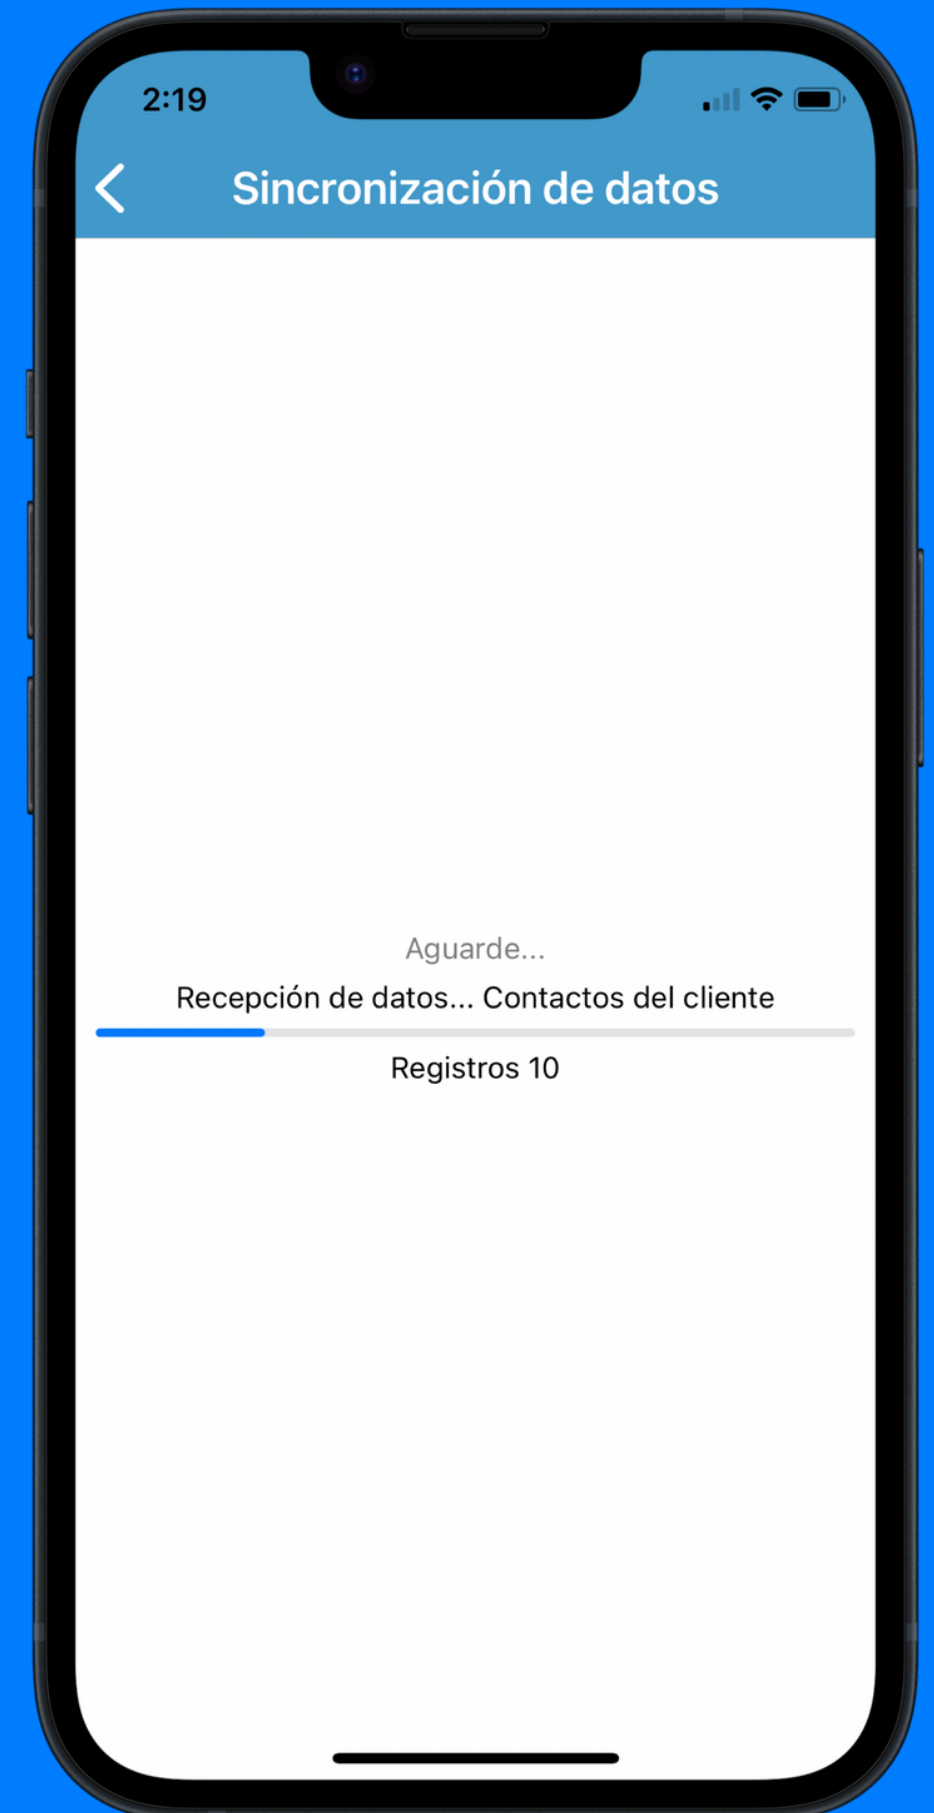 2:19
Sincronización de datos
Aguarde...
Recepción de datos... Contactos del cliente
Registros 10